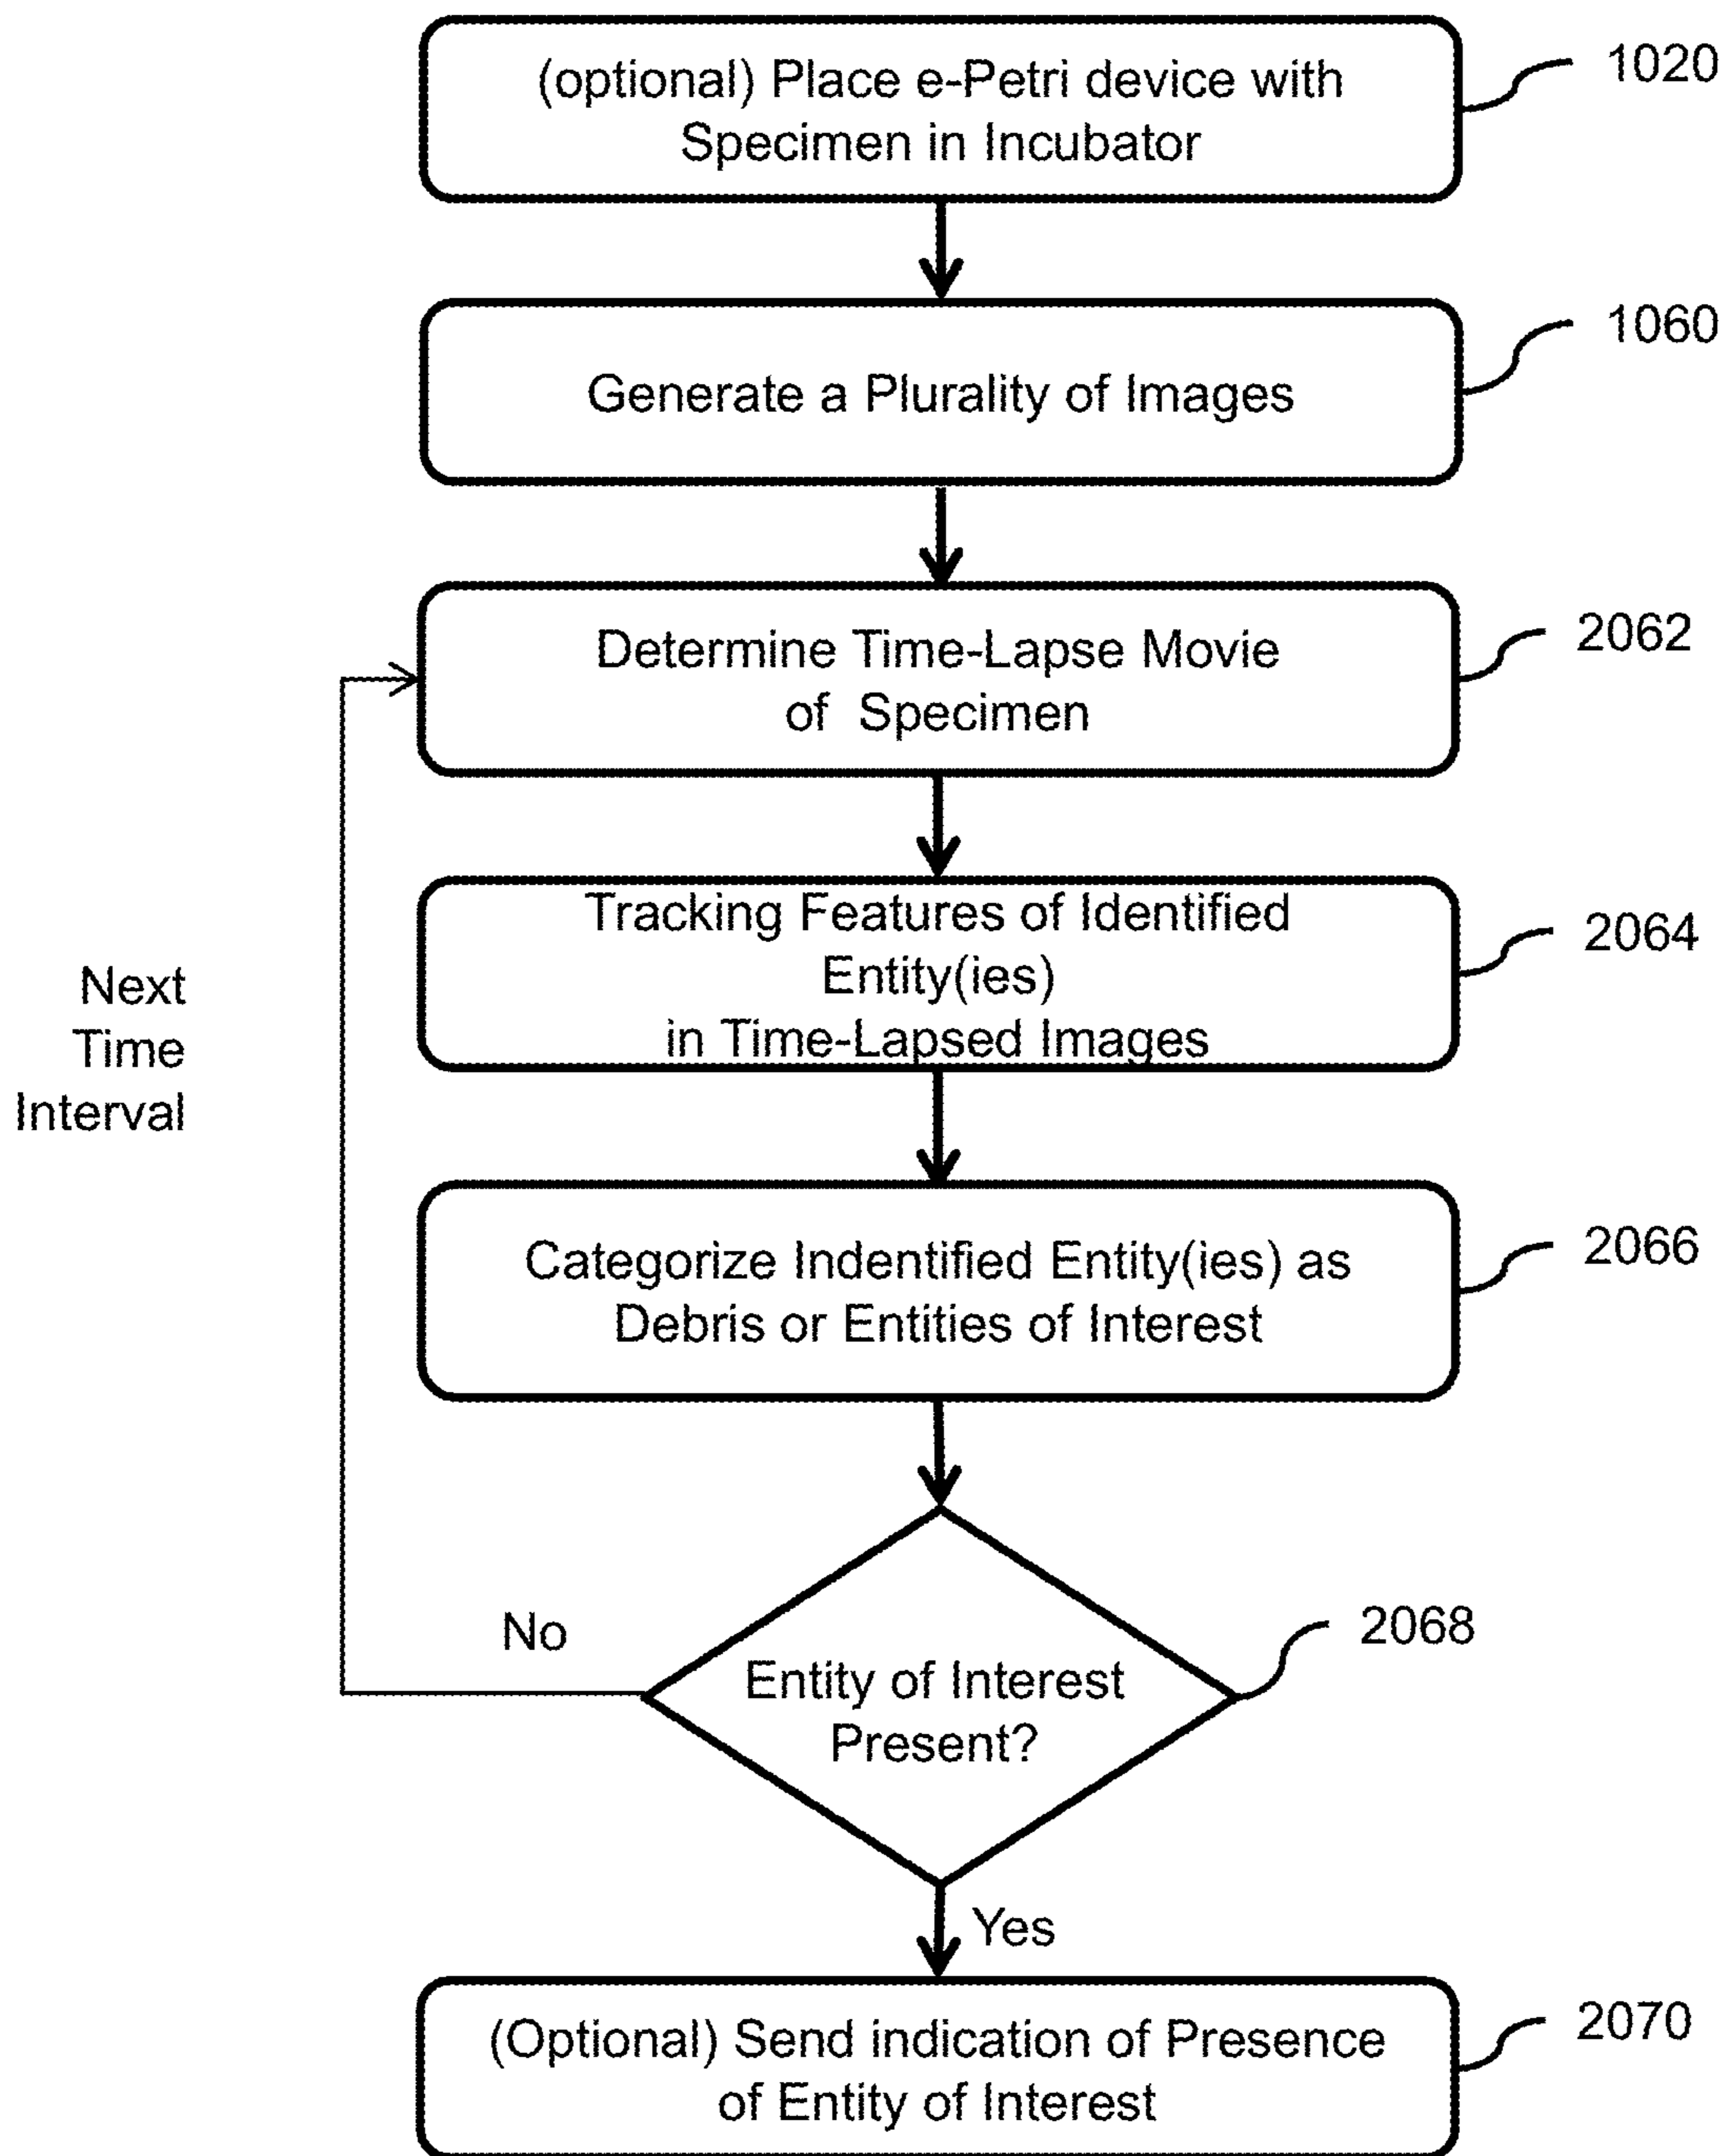 (optional) Place e-Petri device with
Specimen in Incubator
1020
Generate a Plurality of Images
1060
Determine Time-Lapse Movie
of Specimen
2062
Tracking Features of Identified
Entity(ies)
in Time-Lapsed Images
2064
Next
Time
Interval
Categorize Indentified Entity(ies) as
Debris or Entities of Interest
2066
No
Entity of Interest
Present?
2068
Yes
(Optional) Send indication of Presence
of Entity of Interest
2070